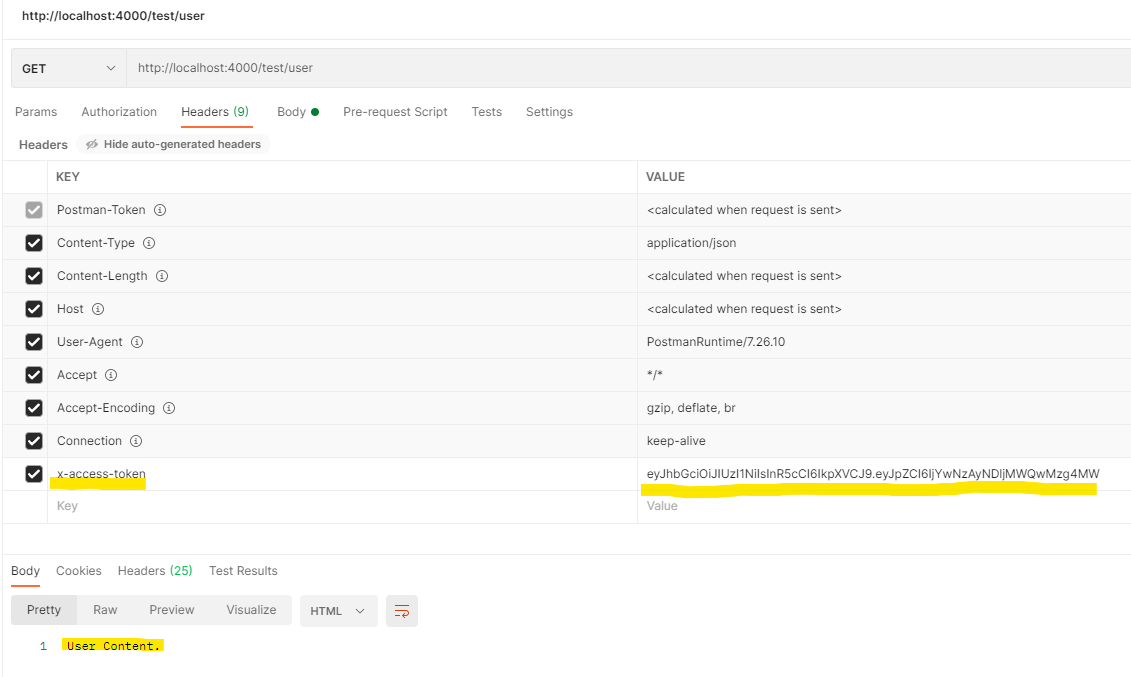 http://localhost:4000/test/user
GET http://localhost:4000/test/user
Params Authorization Headers (9) Body Pre-request Script Tests Settings
Headers Hide auto-generated headers
KEY VALUE
Postman-Token <calculated when request is sent>
Content-Type application/json
Content-Length <calculated when request is sent>
Host <calculated when request is sent>
User-Agent PostmanRuntime/7.26.10
Accept */*
Accept-Encoding gzip, deflate, br
Connection keep-alive
x-access-token eyJhbGciOiJIUzI1NiIsInR5cCI6IkpXVCJ9.eyJpZCI6IjYwNzAyNDljMWQwMzg4MW
Key Value
Body Cookies Headers (25) Test Results
Pretty Raw Preview Visualize HTML
1 User Content.